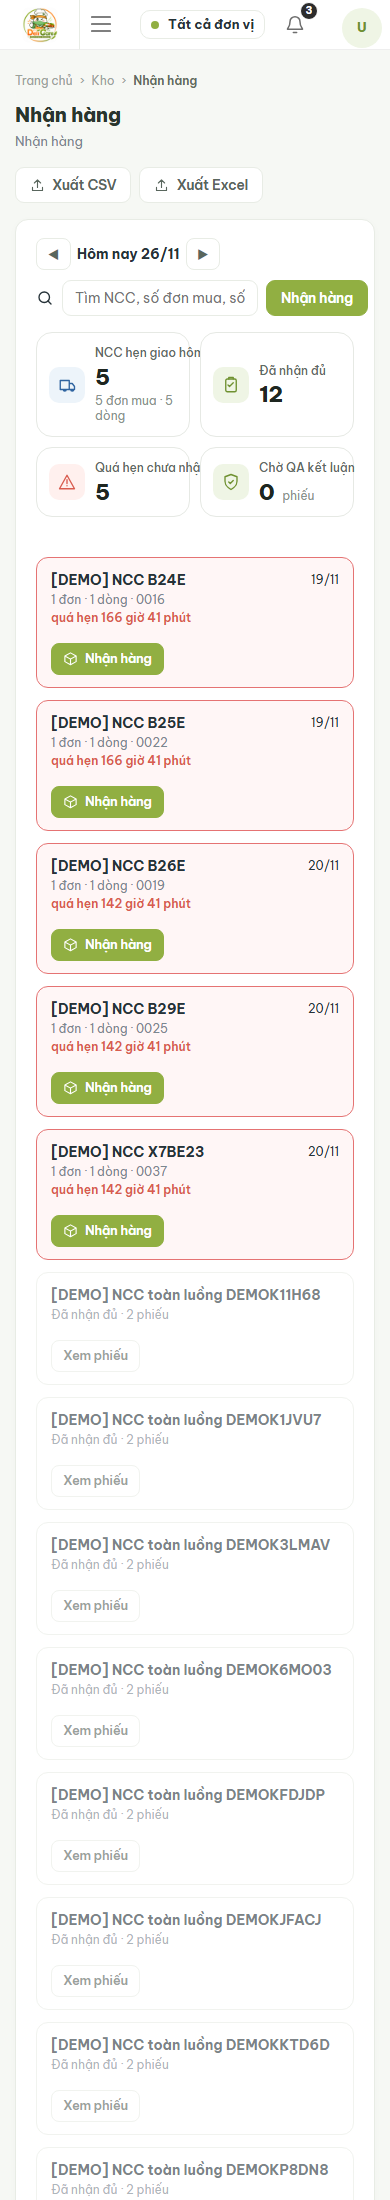 Tất cả đơn vị
3
U
Trang chủ > Kho > Nhận hàng
Nhận hàng
Nhận hàng
Xuất CSV
Xuất Excel
Hôm nay 26/11
Tìm NCC, số đơn mua, số
Nhận hàng
NCC hẹn giao hôm
5
5 đơn mua · 5
dòng
Đã nhận đủ
12
Quá hẹn chưa nhậ
5
Chờ QA kết luận
0 phiếu
[DEMO] NCC B24E 19/11
1 đơn · 1 dòng · 0016
quá hẹn 166 giờ 41 phút
Nhận hàng
[DEMO] NCC B25E 19/11
1 đơn · 1 dòng · 0022
quá hẹn 166 giờ 41 phút
Nhận hàng
[DEMO] NCC B26E 20/11
1 đơn · 1 dòng · 0019
quá hẹn 142 giờ 41 phút
Nhận hàng
[DEMO] NCC B29E 20/11
1 đơn · 1 dòng · 0025
quá hẹn 142 giờ 41 phút
Nhận hàng
[DEMO] NCC X7BE23 20/11
1 đơn · 1 dòng · 0037
quá hẹn 142 giờ 41 phút
Nhận hàng
[DEMO] NCC toàn luồng DEMOK11H68
Đã nhận đủ · 2 phiếu
Xem phiếu
[DEMO] NCC toàn luồng DEMOK1JVU7
Đã nhận đủ · 2 phiếu
Xem phiếu
[DEMO] NCC toàn luồng DEMOK3LMAV
Đã nhận đủ · 2 phiếu
Xem phiếu
[DEMO] NCC toàn luồng DEMOK6MO03
Đã nhận đủ · 2 phiếu
Xem phiếu
[DEMO] NCC toàn luồng DEMOKFDJDP
Đã nhận đủ · 2 phiếu
Xem phiếu
[DEMO] NCC toàn luồng DEMOKJFACJ
Đã nhận đủ · 2 phiếu
Xem phiếu
[DEMO] NCC toàn luồng DEMOKKTD6D
Đã nhận đủ · 2 phiếu
Xem phiếu
[DEMO] NCC toàn luồng DEMOKP8DN8
Đã nhận đủ · 2 phiếu